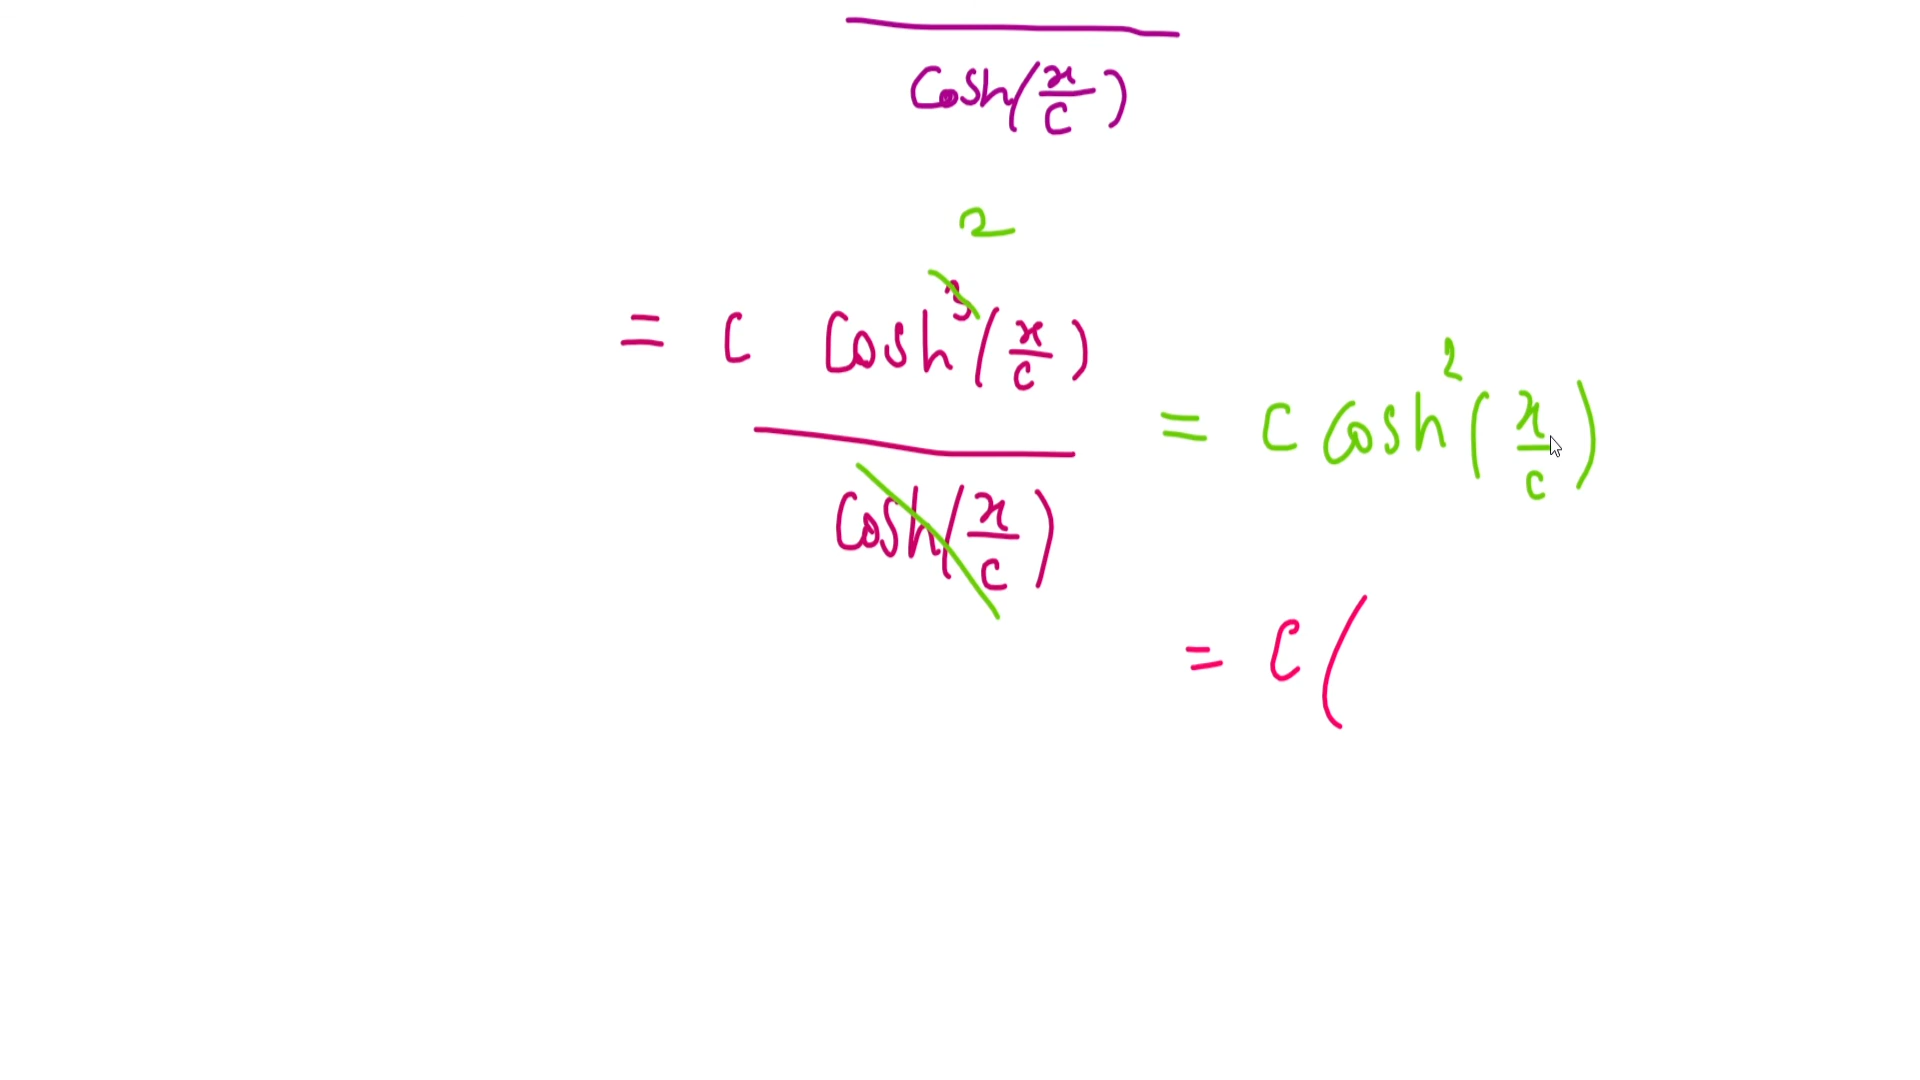 Cosh(x/c)
2
= C Cosh³(x/c)
Cosh(x/c)
= C Cosh²(x/c)
= C(